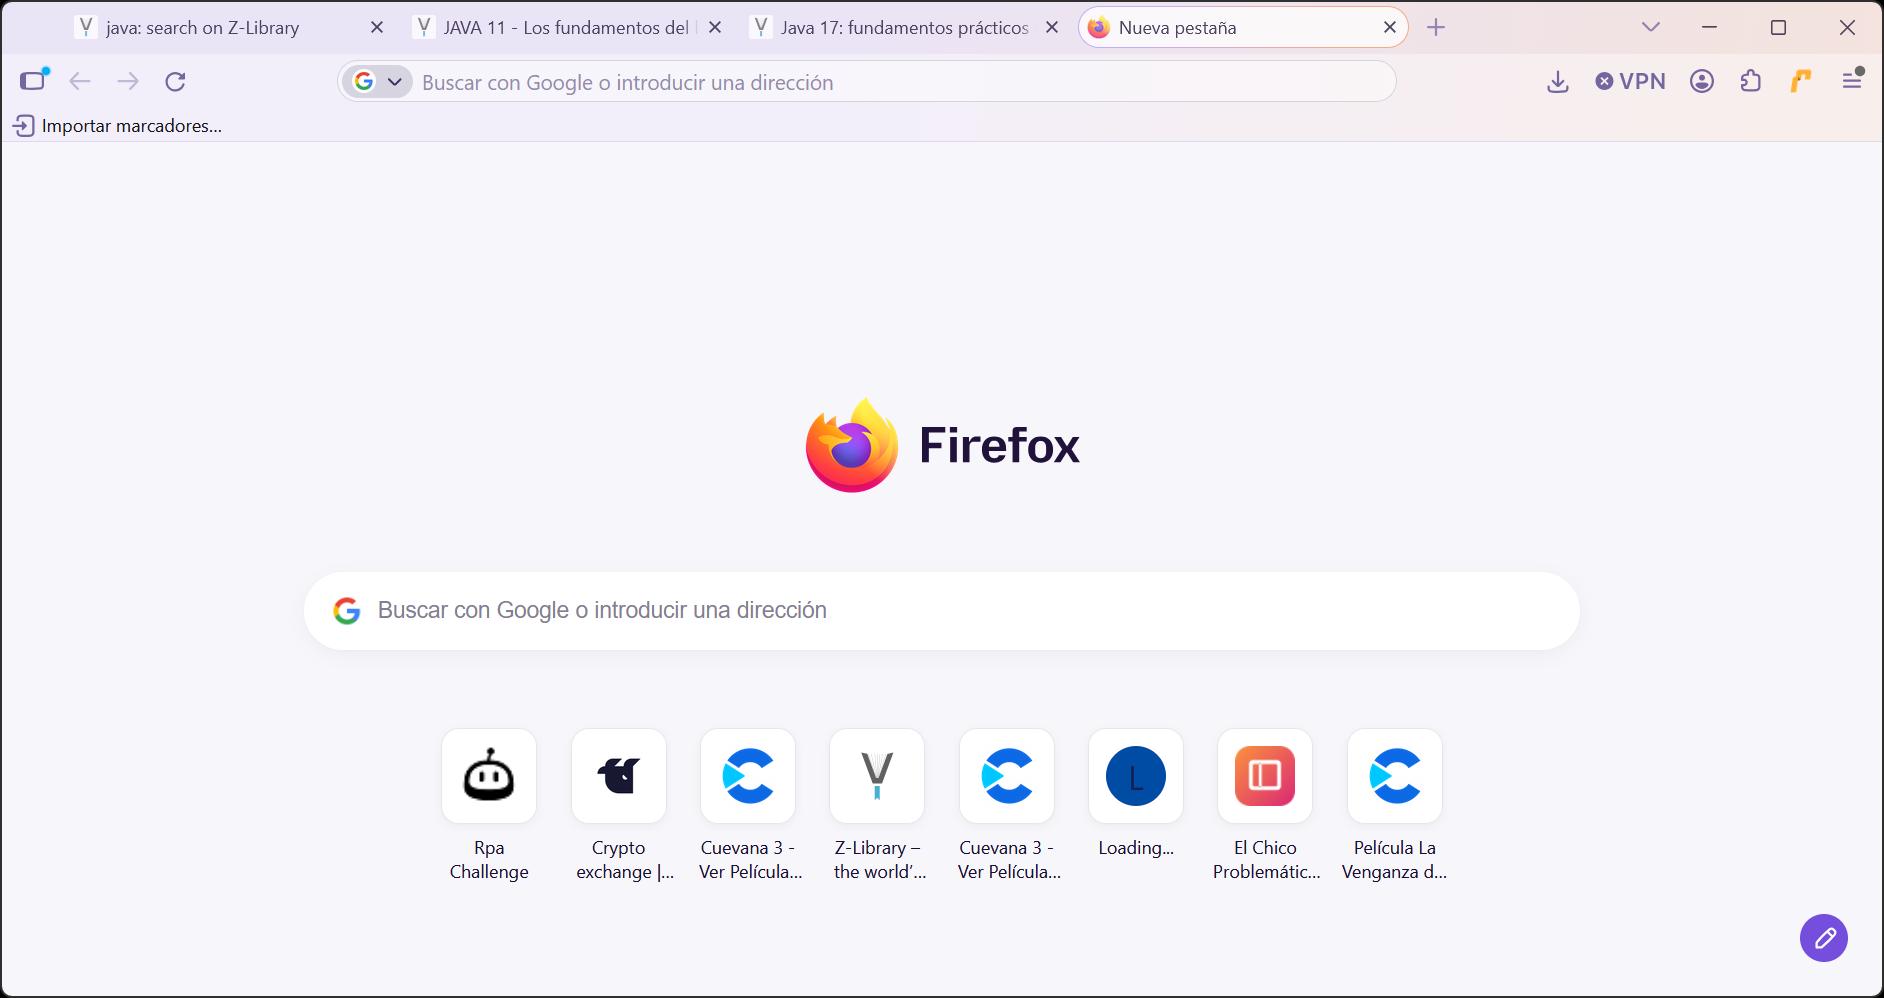 java: search on Z-Library
JAVA 11 - Los fundamentos del
Java 17: fundamentos prácticos
Nueva pestaña
Buscar con Google o introducir una dirección
VPN
Importar marcadores...
Firefox
Buscar con Google o introducir una dirección
L
Rpa
Challenge
Crypto
exchange |...
Cuevana 3 -
Ver Película...
Z-Library –
the world’...
Cuevana 3 -
Ver Película...
Loading...
El Chico
Problemátic...
Película La
Venganza d...